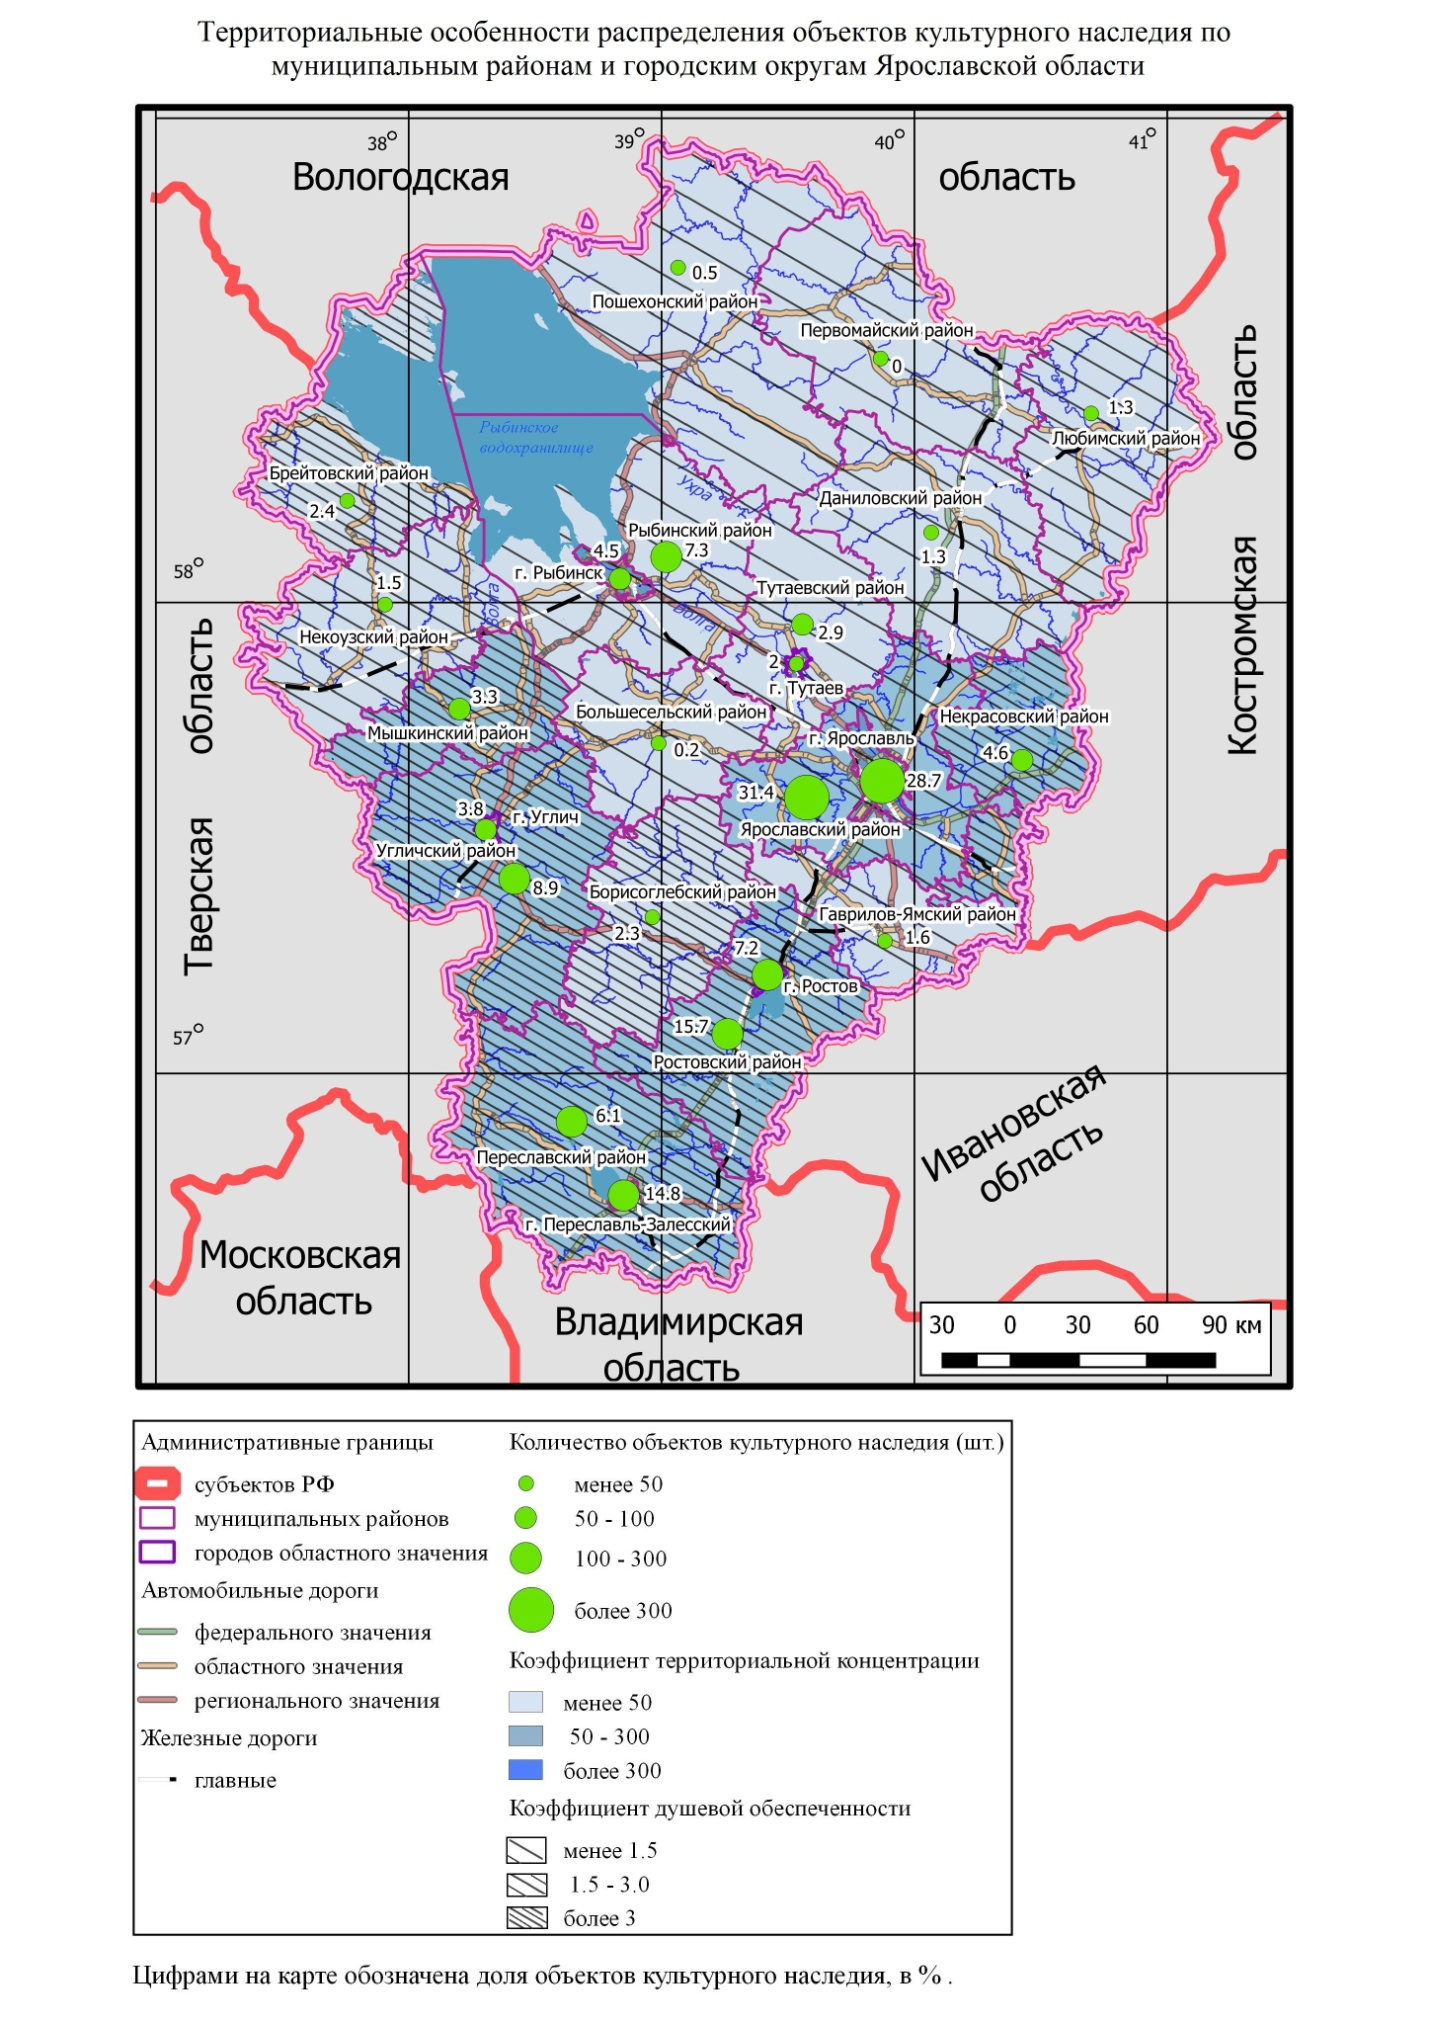 Территориальные особенности распределения объектов культурного наследия по
муниципальным районам и городским округам Ярославской области
38°
39°
40°
41°
Вологодская
область
0.5
Пошехонский район
Первомайский район
0
1.3
Любимский район
область
Рыбинское
водохранилище
Брейтовский район
2.4
Ухра
Даниловский район
1.3
Рыбинский район
4.5
7.3
г. Рыбинск
58°
1.5
Волга
Волга
Тутаевский район
2.9
Костромская
Некоузский район
2
г. Тутаев
область
3.3
Мышкинский район
Большесельский район
0.2
Некрасовский район
4.6
г. Ярославль
28.7
31.4
Ярославский район
3.8
г. Углич
Угличский район
8.9
Тверская
Борисоглебский район
2.3
Гаврилов-Ямский район
1.6
7.2
г. Ростов
15.7
Ростовский район
57°
6.1
Переславский район
14.8
г. Переславль-Залесский
Ивановская
область
Московская
область
Владимирская
область
30 0 30 60 90 км
Административные границы
субъектов РФ
муниципальных районов
городов областного значения
Автомобильные дороги
федерального значения
областного значения
регионального значения
Железные дороги
главные
Количество объектов культурного наследия (шт.)
менее 50
50 - 100
100 - 300
более 300
Коэффициент территориальной концентрации
менее 50
50 - 300
более 300
Коэффициент душевой обеспеченности
менее 1.5
1.5 - 3.0
более 3
Цифрами на карте обозначена доля объектов культурного наследия, в % .